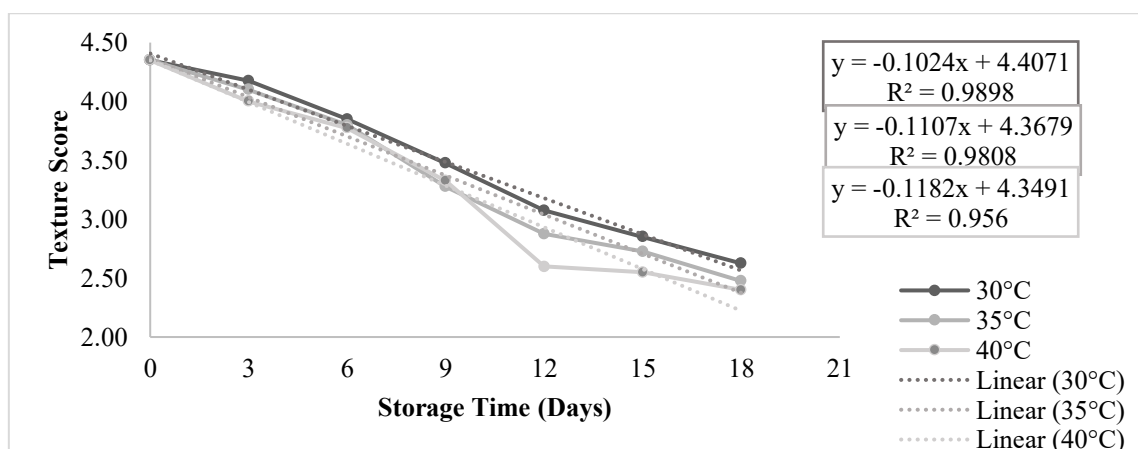 4.50
4.00
3.50
3.00
2.50
2.00
Texture Score
0 3 6 9 12 15 18 21
Storage Time (Days)
y = -0.1024x + 4.4071
R² = 0.9898
y = -0.1107x + 4.3679
R² = 0.9808
y = -0.1182x + 4.3491
R² = 0.956
30°C
35°C
40°C
Linear (30°C)
Linear (35°C)
Linear (40°C)